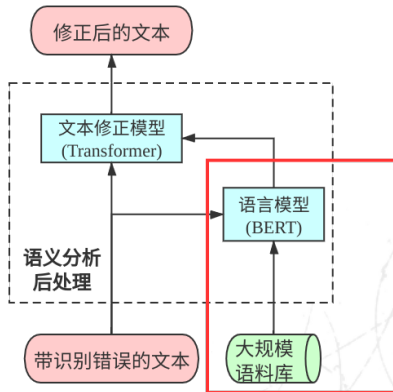 修正后的文本
文本修正模型
(Transformer)
语言模型
(BERT)
语义分析
后处理
带识别错误的文本
大规模
语料库